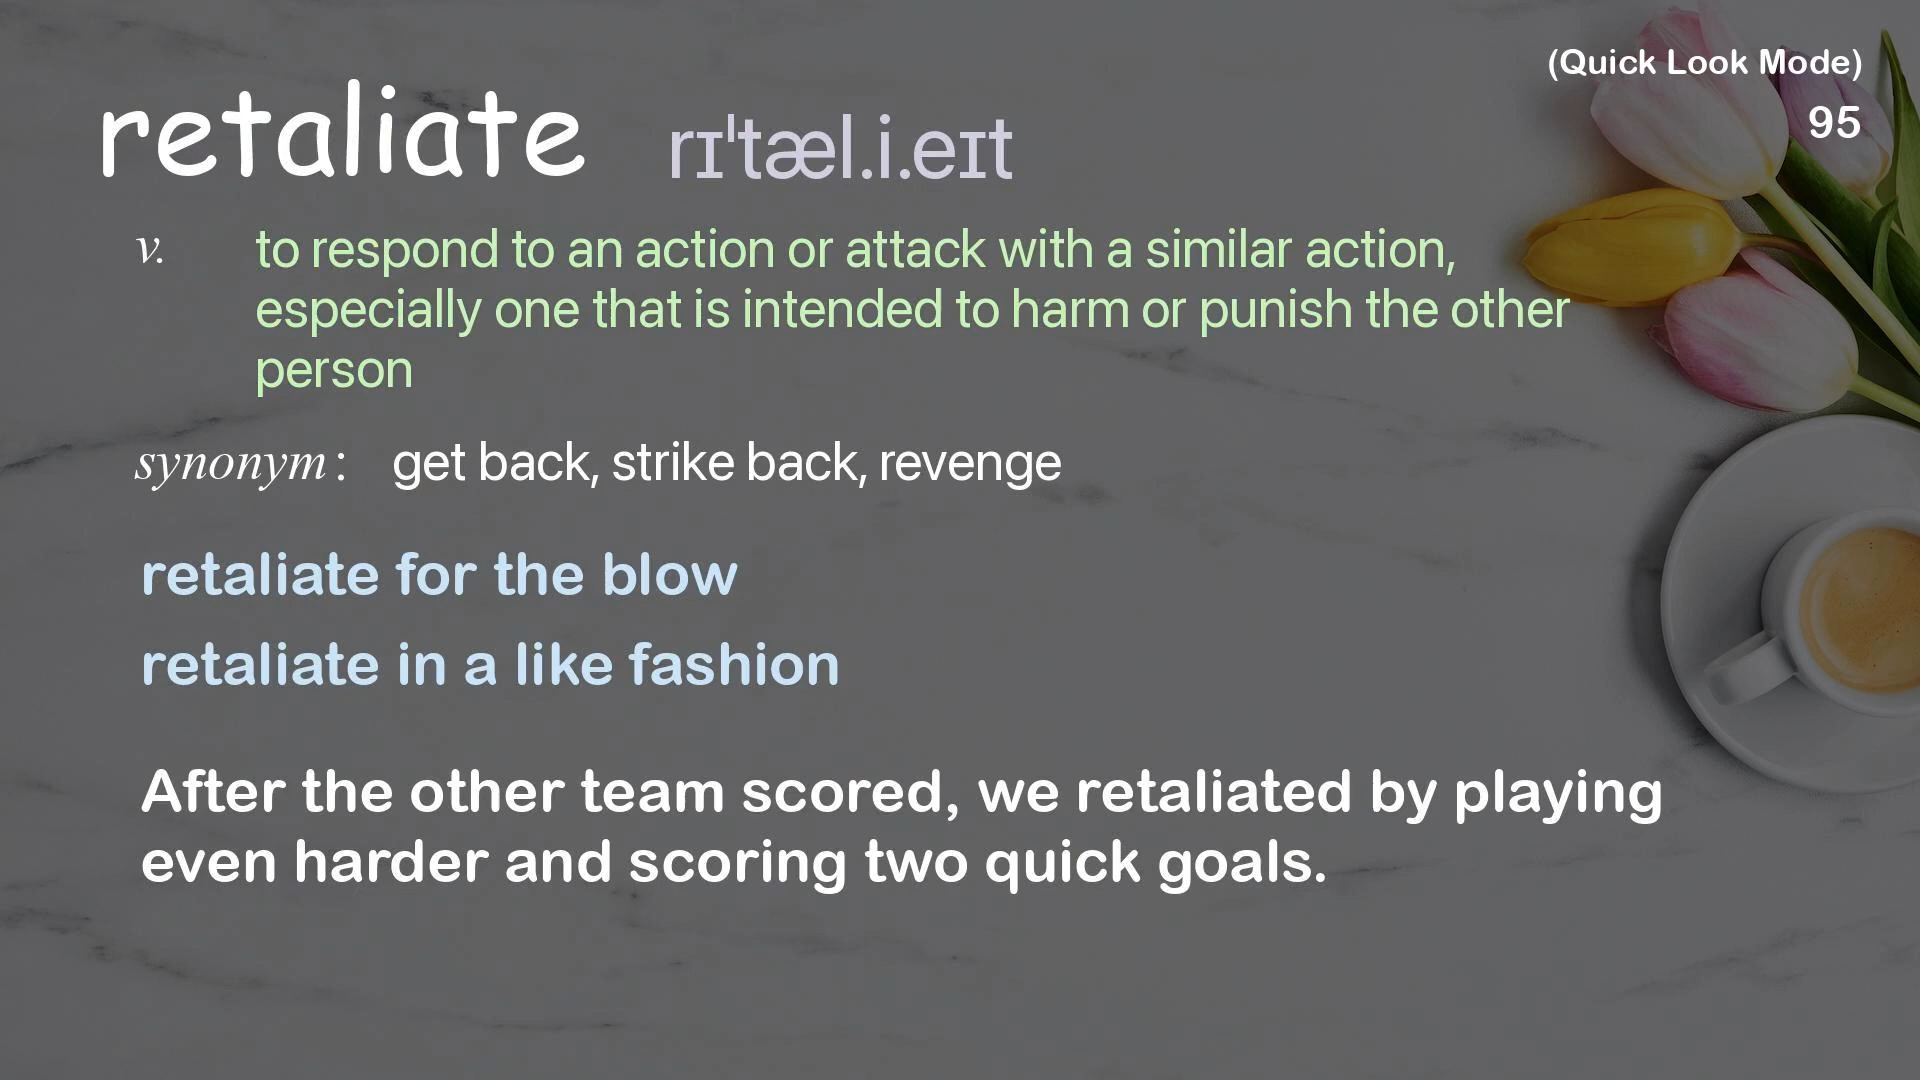 (Quick Look Mode)
95
retaliate rɪˈtæl.i.eɪt
v. to respond to an action or attack with a similar action,
especially one that is intended to harm or punish the other
person
synonym: get back, strike back, revenge
retaliate for the blow
retaliate in a like fashion
After the other team scored, we retaliated by playing
even harder and scoring two quick goals.